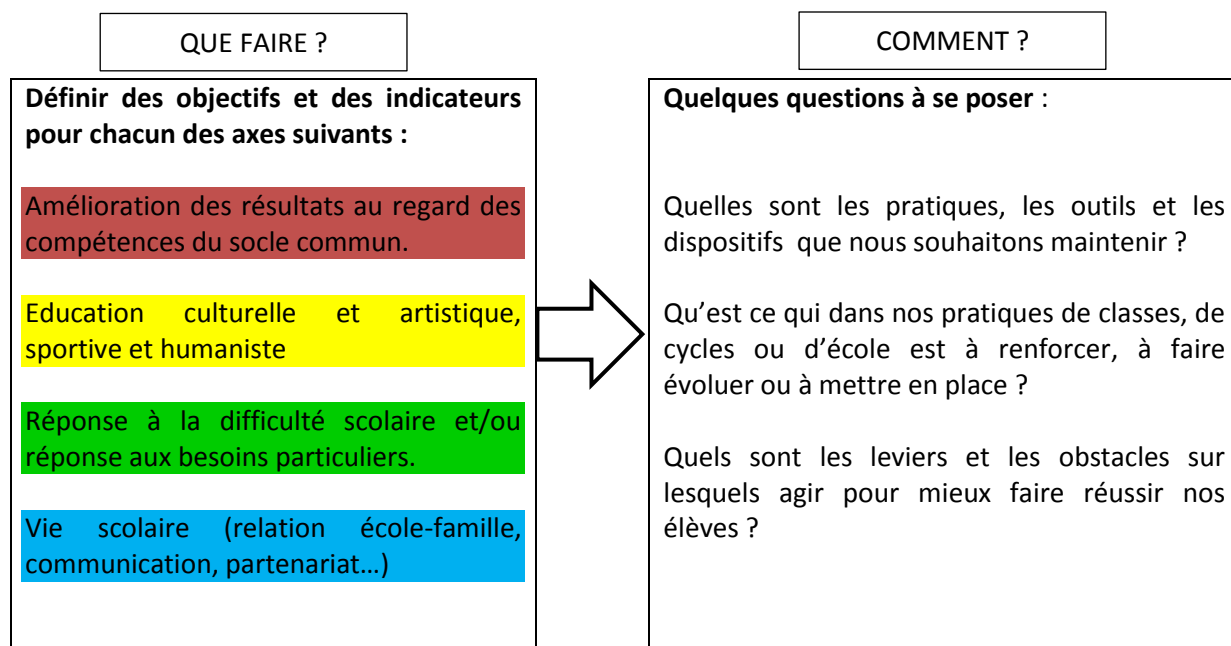 QUE FAIRE ?
Définir des objectifs et des indicateurs
pour chacun des axes suivants :
Amélioration des résultats au regard des
compétences du socle commun.
Education culturelle et artistique,
sportive et humaniste
Réponse à la difficulté scolaire et/ou
réponse aux besoins particuliers.
Vie scolaire (relation école-famille,
communication, partenariat…)
COMMENT ?
Quelques questions à se poser :
Quelles sont les pratiques, les outils et les
dispositifs que nous souhaitons maintenir ?
Qu’est ce qui dans nos pratiques de classes, de
cycles ou d’école est à renforcer, à faire
évoluer ou à mettre en place ?
Quels sont les leviers et les obstacles sur
lesquels agir pour mieux faire réussir nos
élèves ?